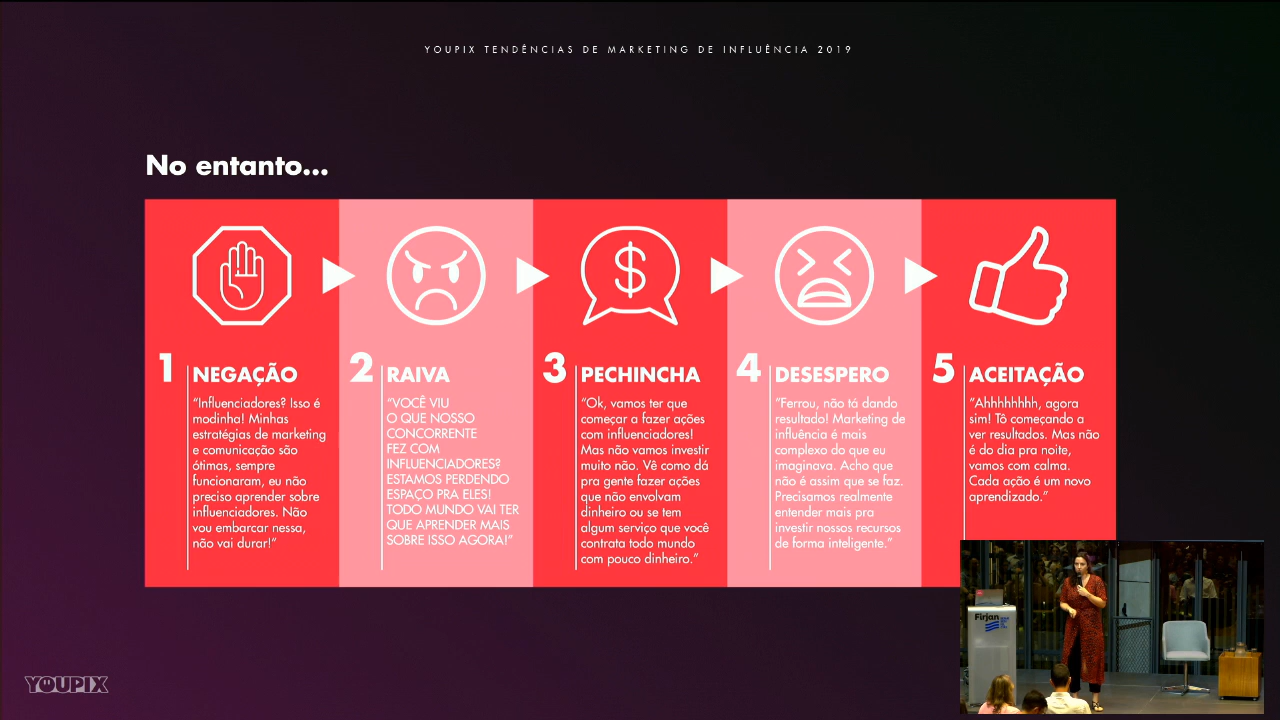 YOUPIX TENDÊNCIAS DE MARKETING DE INFLUÊNCIA 2019
No entanto...
1 NEGAÇÃO
“Influenciadores? Isso é
modinha! Minhas
estratégias de marketing
e comunicação são
ótimas, sempre
funcionaram, eu não
preciso aprender sobre
influenciadores. Não
vou embarcar nessa,
não vai durar!”
2 RAIVA
“VOCÊ VIU
O QUE NOSSO
CONCORRENTE
FEZ COM
INFLUENCIADORES?
ESTAMOS PERDENDO
ESPAÇO PRA ELES!
TODO MUNDO VAI TER
QUE APRENDER MAIS
SOBRE ISSO AGORA!”
3 PECHINCHA
“Ok, vamos ter que
começar a fazer ações
com influenciadores!
Mas não vamos investir
muito não. Vê como dá
pra gente fazer ações
que não envolvam
dinheiro ou se tem
algum serviço que você
contrata todo mundo
com pouco dinheiro.”
4 DESESPERO
“Ferrou, não tá dando
resultado! Marketing de
influência é mais
complexo do que eu
imaginava. Acho que
não é assim que se faz.
Precisamos realmente
entender mais pra
investir nossos recursos
de forma inteligente.”
5 ACEITAÇÃO
“Ahhhhhhhh, agora
sim! Tô começando a
ver resultados. Mas não
é do dia pra noite,
vamos com calma.
Cada ação é um novo
aprendizado.”
Firjan
YOUPIX